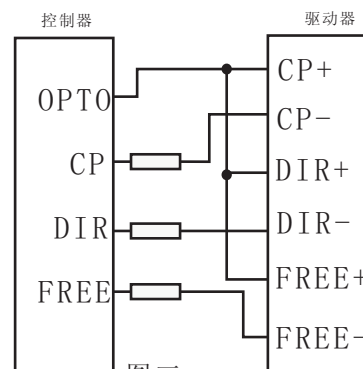 控制器
驱动器
OPTO
CP
DIR
FREE
CP+
CP-
DIR+
DIR-
FREE+
FREE-